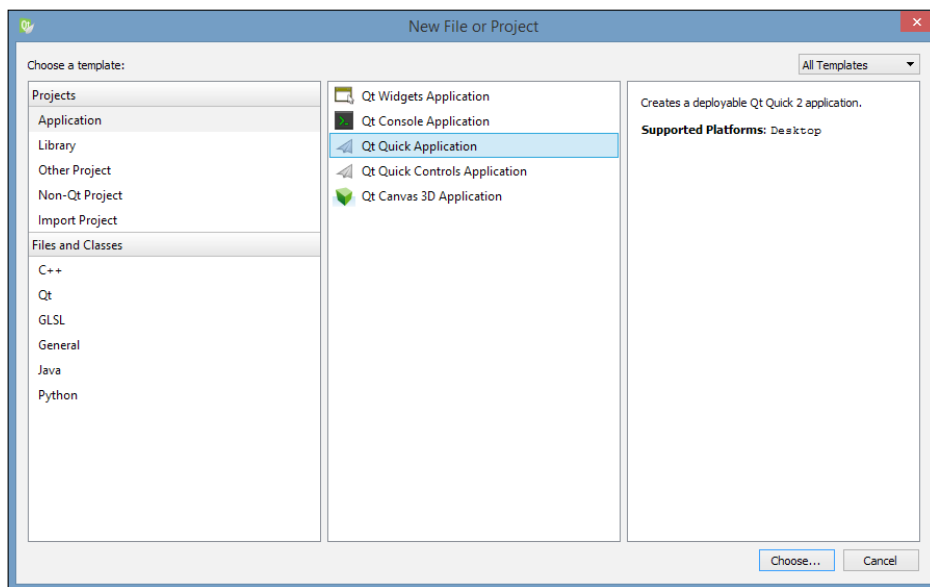 New File or Project
Choose a template:
All Templates
Projects
Application
Library
Other Project
Non-Qt Project
Import Project
Files and Classes
C++
Qt
GLSL
General
Java
Python
Qt Widgets Application
Qt Console Application
Qt Quick Application
Qt Quick Controls Application
Qt Canvas 3D Application
Creates a deployable Qt Quick 2 application.
Supported Platforms: Desktop
Choose...
Cancel